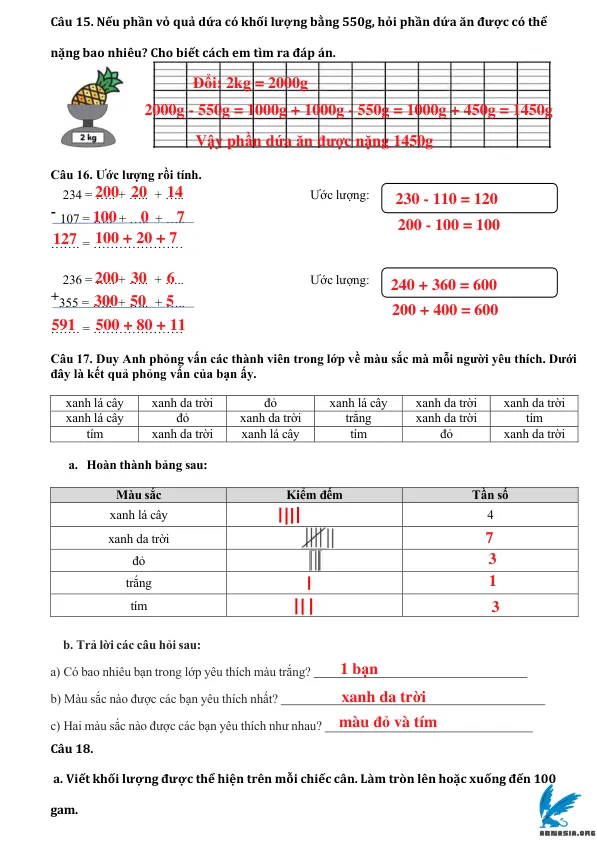 Câu 15. Nếu phần vỏ quả dứa có khối lượng bằng 550g, hỏi phần dứa ăn được có thể
nặng bao nhiêu? Cho biết cách em tìm ra đáp án.
Đổi: 2kg = 2000g
2000g - 550g = 1000g + 1000g - 550g = 1000g + 450g = 1450g
2 kg
Vậy phần dứa ăn được nặng 1450g
Câu 16. Ước lượng rồi tính.
234 = 200 + 20 + 14 Ước lượng: 230 - 110 = 120
- 107 = 100 + 0 + 7 200 - 100 = 100
127 = 100 + 20 + 7
236 = 200 + 30 + 6 Ước lượng: 240 + 360 = 600
+ 355 = 300 + 50 + 5 200 + 400 = 600
591 = 500 + 80 + 11
Câu 17. Duy Anh phỏng vấn các thành viên trong lớp về màu sắc mà mỗi người yêu thích. Dưới
đây là kết quả phỏng vấn của bạn ấy.
xanh lá cây xanh da trời đỏ xanh lá cây xanh da trời xanh da trời
xanh lá cây đỏ xanh da trời trắng xanh da trời tím
tím xanh da trời xanh lá cây tím đỏ xanh da trời
a. Hoàn thành bảng sau:
Màu sắc Kiểm đếm Tần số
xanh lá cây 4
xanh da trời 7
đỏ 3
trắng 1
tím 3
b. Trả lời các câu hỏi sau:
a) Có bao nhiêu bạn trong lớp yêu thích màu trắng? 1 bạn
b) Màu sắc nào được các bạn yêu thích nhất? xanh da trời
c) Hai màu sắc nào được các bạn yêu thích như nhau? màu đỏ và tím
Câu 18.
a. Viết khối lượng được thể hiện trên mỗi chiếc cân. Làm tròn lên hoặc xuống đến 100
gam.
ABMASIA.ORG